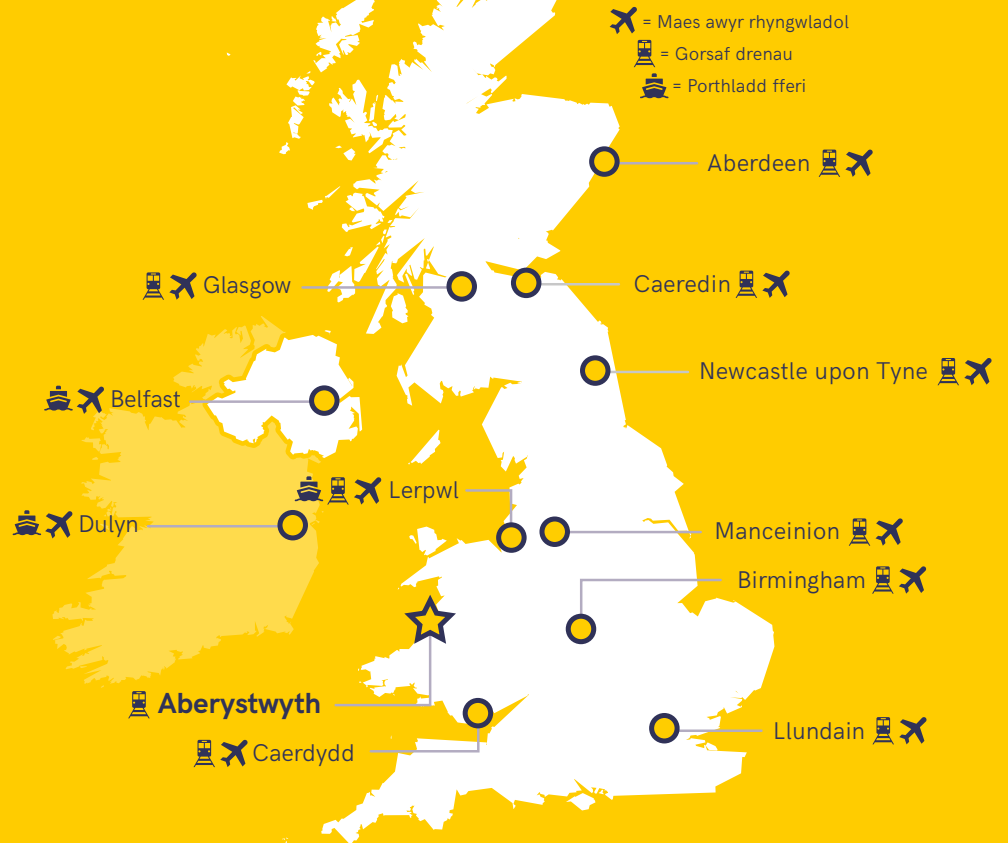 = Maes awyr rhyngwladol
= Gorsaf drenau
= Porthladd fferi
Aberdeen
Glasgow
Caeredin
Newcastle upon Tyne
Belfast
Lerpwl
Dulyn
Manceinion
Birmingham
Aberystwyth
Llundain
Caerdydd